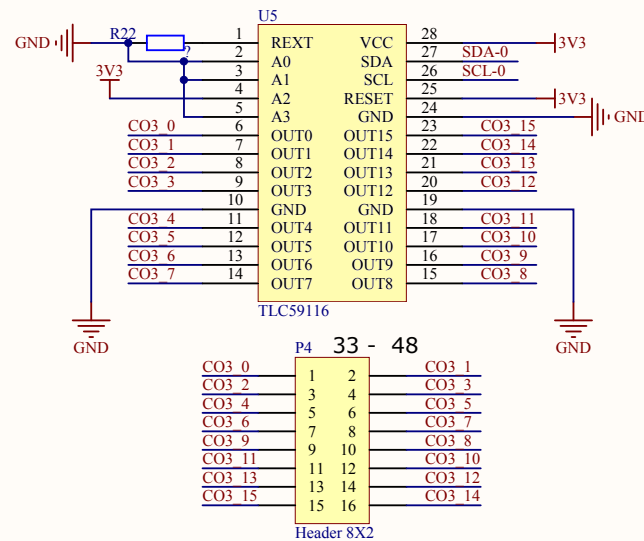 U5
GND R22 ? 1 REXT VCC 28 3V3
2 A0 SDA 27 SDA-0
3V3 3 A1 SCL 26 SCL-0
4 A2 RESET 25 3V3
5 A3 GND 24 GND
CO3_0 6 OUT0 OUT15 23 CO3_15
CO3_1 7 OUT1 OUT14 22 CO3_14
CO3_2 8 OUT2 OUT13 21 CO3_13
CO3_3 9 OUT3 OUT12 20 CO3_12
10 GND GND 19
CO3_4 11 OUT4 OUT11 18 CO3_11
CO3_5 12 OUT5 OUT10 17 CO3_10
CO3_6 13 OUT6 OUT9 16 CO3_9
CO3_7 14 OUT7 OUT8 15 CO3_8
TLC59116
GND GND
P4 33 - 48
CO3_0 1 2 CO3_1
CO3_2 3 4 CO3_3
CO3_4 5 6 CO3_5
CO3_6 7 8 CO3_7
CO3_9 9 10 CO3_8
CO3_11 11 12 CO3_10
CO3_13 13 14 CO3_12
CO3_15 15 16 CO3_14
Header 8X2